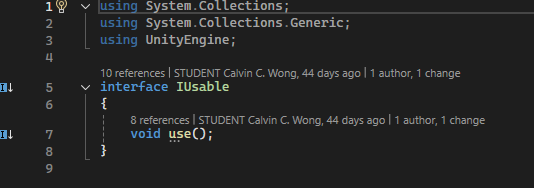 1 using System.Collections;
2 using System.Collections.Generic;
3 using UnityEngine;
4
10 references | STUDENT Calvin C. Wong, 44 days ago | 1 author, 1 change
5 interface IUsable
6 {
8 references | STUDENT Calvin C. Wong, 44 days ago | 1 author, 1 change
7 void use();
8 }
9